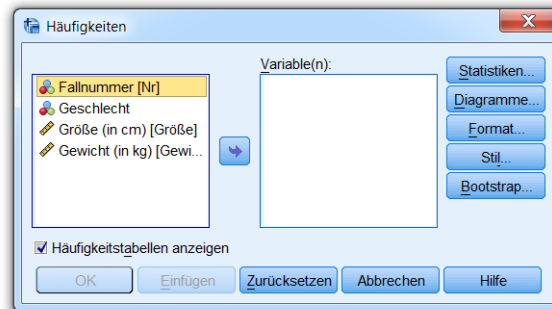 Häufigkeiten
Variable(n):
Fallnummer [Nr]
Geschlecht
Größe (in cm) [Größe]
Gewicht (in kg) [Gewi...
Statistiken...
Diagramme...
Format...
Stil...
Bootstrap...
Häufigkeitstabellen anzeigen
OK
Einfügen
Zurücksetzen
Abbrechen
Hilfe